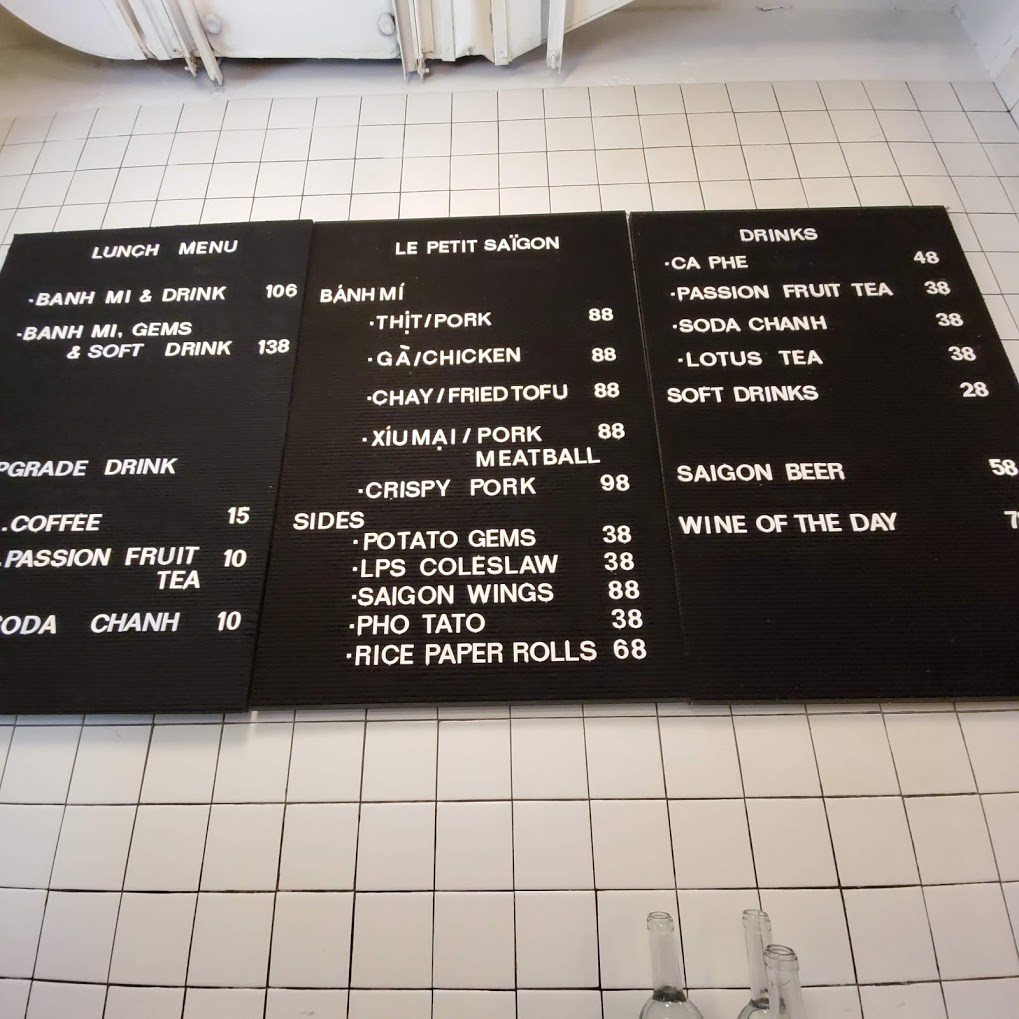 LUNCH MENU
·BANH MI & DRINK 106
·BANH MI, GEMS
& SOFT DRINK 138
PGRADE DRINK
·COFFEE 15
·PASSION FRUIT 10
TEA
ODA CHANH 10
LE PETIT SAÏGON
BÁNH MÍ
·THỊT/PORK 88
·GÀ/CHICKEN 88
·CHAY/FRIED TOFU 88
·XÍU MẠI/PORK 88
MEATBALL
·CRISPY PORK 98
SIDES
·POTATO GEMS 38
·LPS COLESLAW 38
·SAIGON WINGS 88
·PHO TATO 38
·RICE PAPER ROLLS 68
DRINKS
·CA PHE 48
·PASSION FRUIT TEA 38
·SODA CHANH 38
·LOTUS TEA 38
SOFT DRINKS 28
SAIGON BEER 58
WINE OF THE DAY